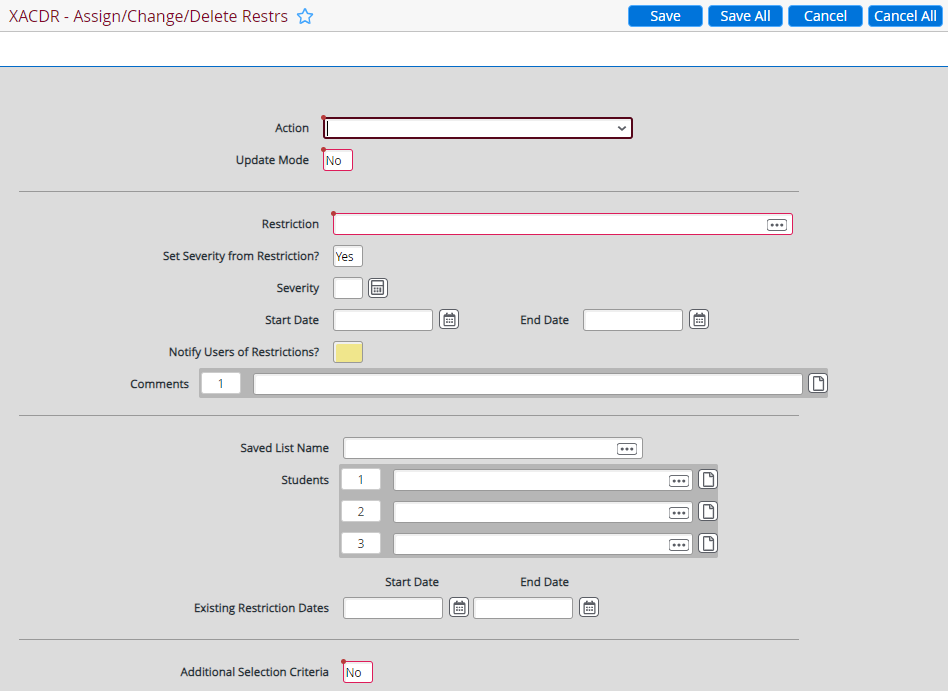 XACDR - Assign/Change/Delete Restrs Save Save All Cancel Cancel All
Action
Update Mode No
Restriction
Set Severity from Restriction? Yes
Severity
Start Date End Date
Notify Users of Restrictions?
Comments 1
Saved List Name
Students 1
2
3
Start Date End Date
Existing Restriction Dates
Additional Selection Criteria No